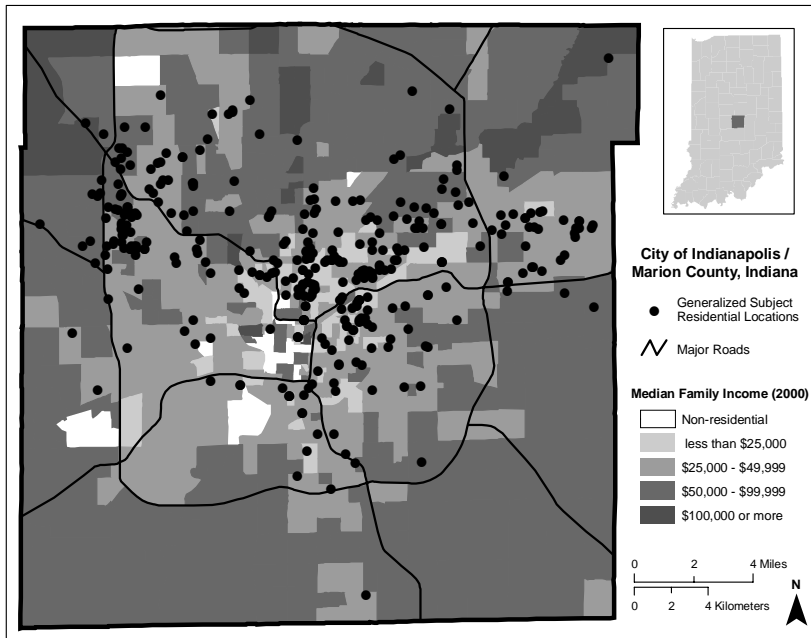 City of Indianapolis /
Marion County, Indiana
Generalized Subject
Residential Locations
Major Roads
Median Family Income (2000)
Non-residential
less than $25,000
$25,000 - $49,999
$50,000 - $99,999
$100,000 or more
0 2 4 Miles
0 2 4 Kilometers
N